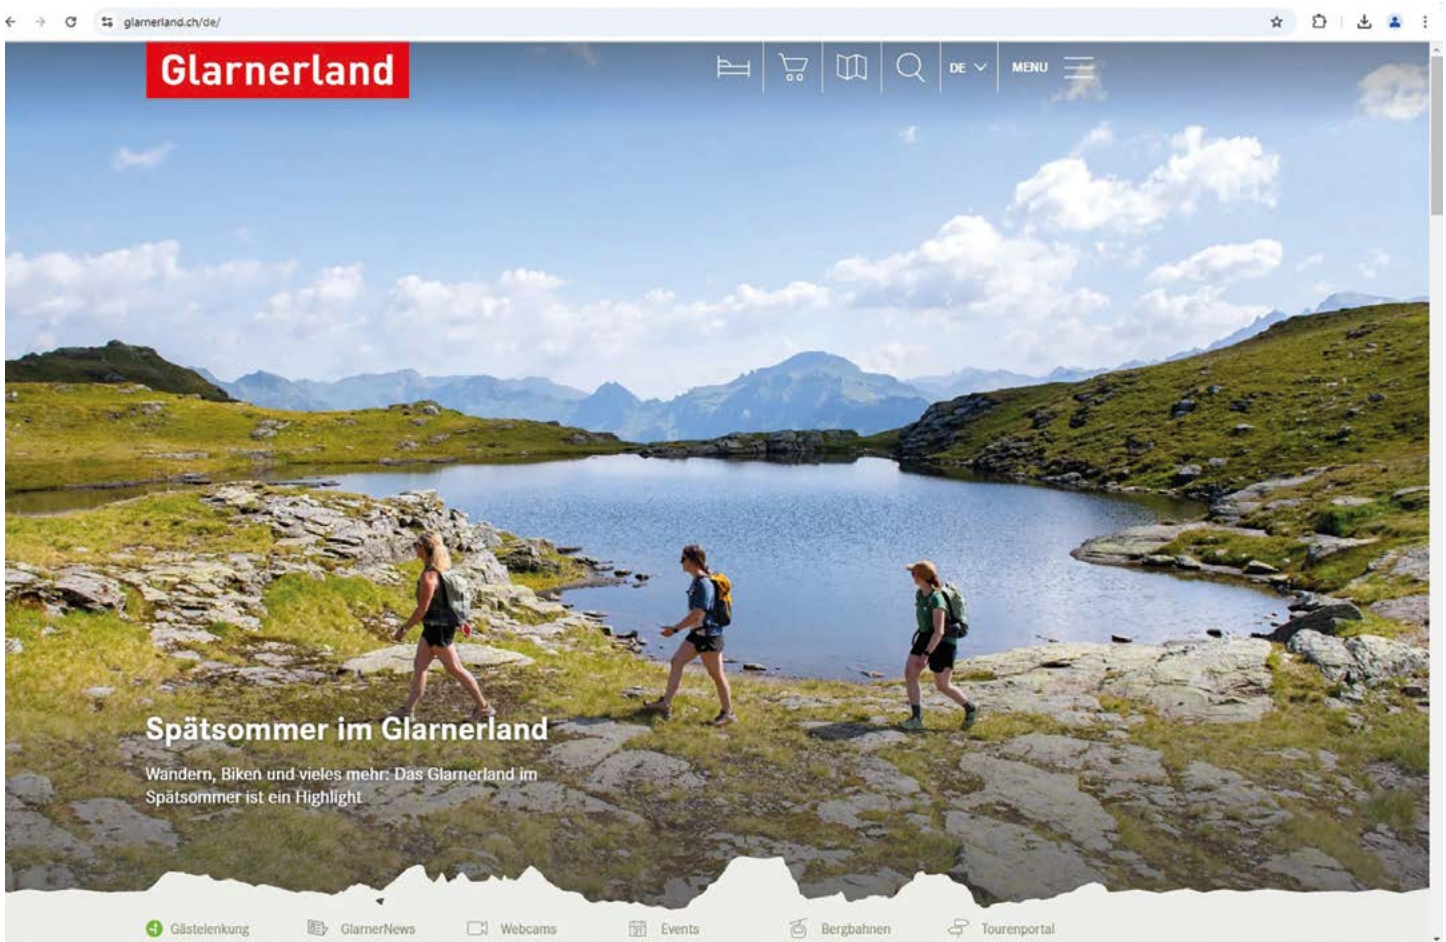 glarnerland.ch/de/
Glarnerland
DE
MENU
Spätsommer im Glarnerland
Wandern, Biken und vieles mehr: Das Glarnerland im
Spätsommer ist ein Highlight
Gästelenkung
GlarnerNews
Webcams
Events
Bergbahnen
Tourenportal